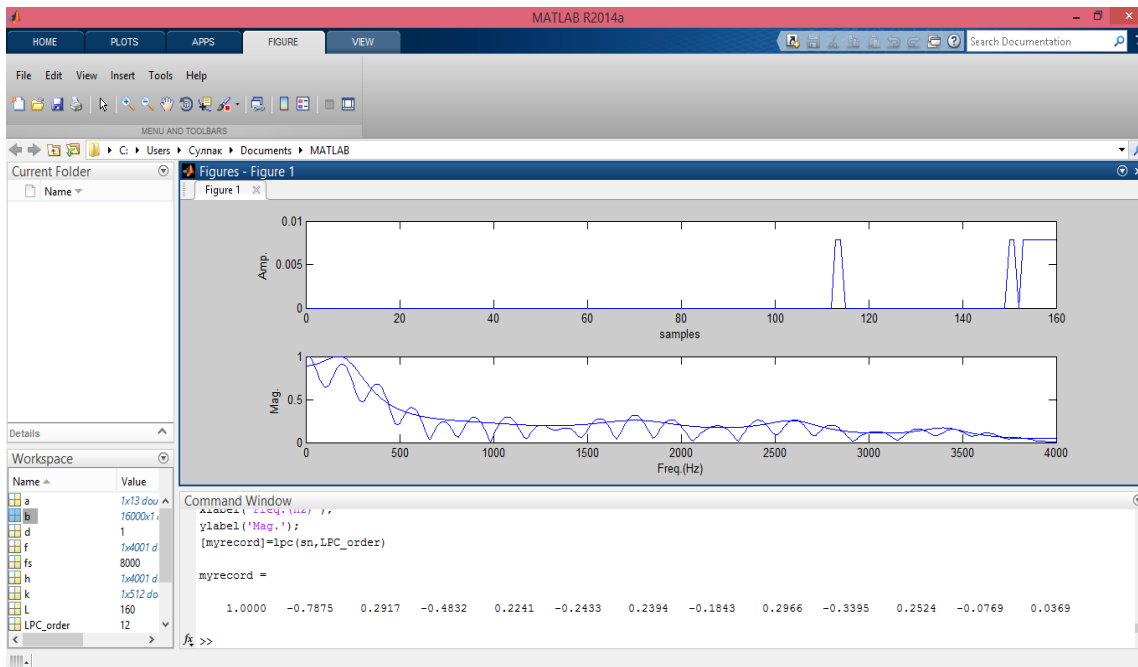 MATLAB R2014a
HOME PLOTS APPS FIGURE VIEW
Search Documentation
File Edit View Insert Tools Help
MENU AND TOOLBARS
C: Users Суллак Documents MATLAB
Current Folder
Name
Figures - Figure 1
Figure 1
0.01
0.005
0
Amp.
0 20 40 60 80 100 120 140 160
samples
1
0.5
0
Mag.
0 500 1000 1500 2000 2500 3000 3500 4000
Freq.(Hz)
Details
Workspace
Name Value
a 1x13 dou
b 16000x1
d 1
f 1x4001 d
fs 8000
h 1x4001 d
k 1x512 do
L 160
LPC_order 12
Command Window
xlabel('Freq.(Hz)');
ylabel('Mag.');
[myrecord]=lpc(sn,LPC_order)
myrecord =
1.0000 -0.7875 0.2917 -0.4832 0.2241 -0.2433 0.2394 -0.1843 0.2966 -0.3395 0.2524 -0.0769 0.0369
fx >>